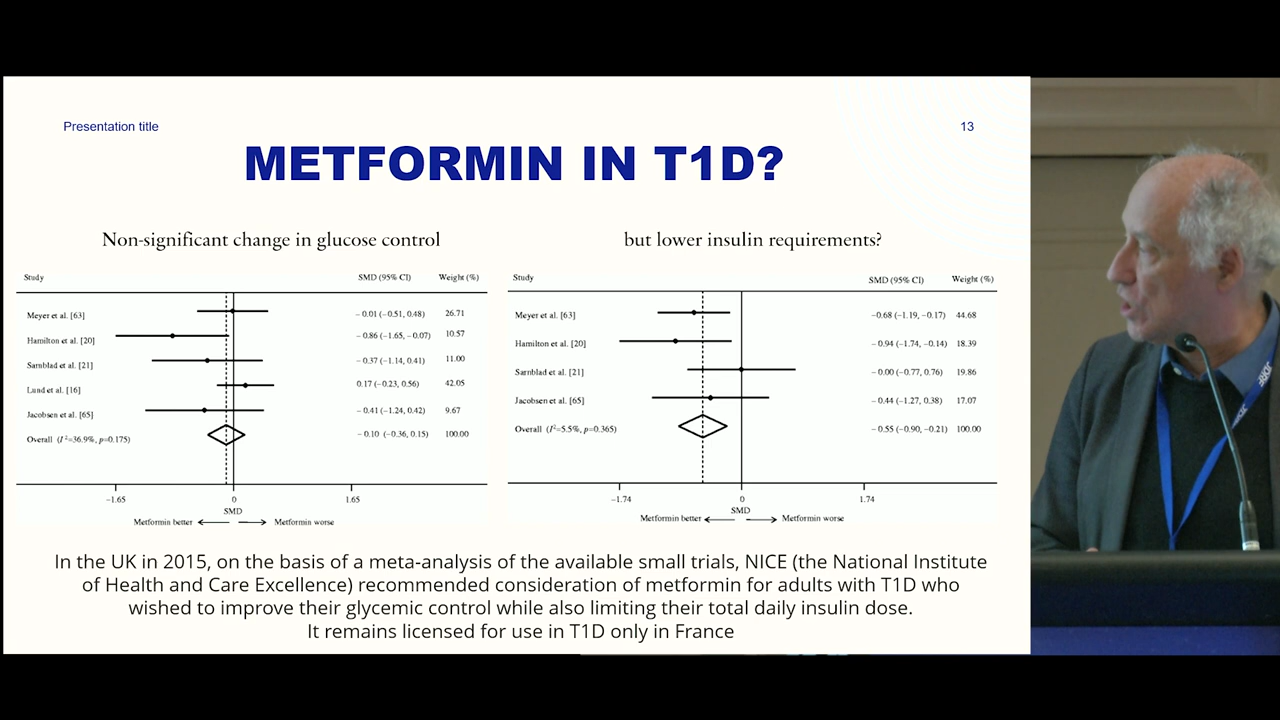 Presentation title
13
METFORMIN IN T1D?
Non-significant change in glucose control
but lower insulin requirements?
Study SMD (95% CI) Weight (%)
Meyer et al. [63] −0.01 (−0.51, 0.48) 26.71
Hamilton et al. [20] −0.86 (−1.65, −0.07) 10.57
Sarnblad et al. [21] −0.37 (−1.14, 0.41) 11.00
Lund et al. [16] 0.17 (−0.23, 0.56) 42.05
Jacobsen et al. [65] −0.41 (−1.24, 0.42) 9.67
Overall (I²=36.9%, p=0.175) −0.10 (−0.36, 0.15) 100.00
−1.65 0 1.65
SMD
Metformin better Metformin worse
Study SMD (95% CI) Weight (%)
Meyer et al. [63] −0.68 (−1.19, −0.17) 44.68
Hamilton et al. [20] −0.94 (−1.74, −0.14) 18.39
Sarnblad et al. [21] −0.00 (−0.77, 0.76) 19.86
Jacobsen et al. [65] −0.44 (−1.27, 0.38) 17.07
Overall (I²=5.5%, p=0.365) −0.55 (−0.90, −0.21) 100.00
−1.74 0 1.74
SMD
Metformin better Metformin worse
In the UK in 2015, on the basis of a meta-analysis of the available small trials, NICE (the National Institute
of Health and Care Excellence) recommended consideration of metformin for adults with T1D who
wished to improve their glycemic control while also limiting their total daily insulin dose.
It remains licensed for use in T1D only in France